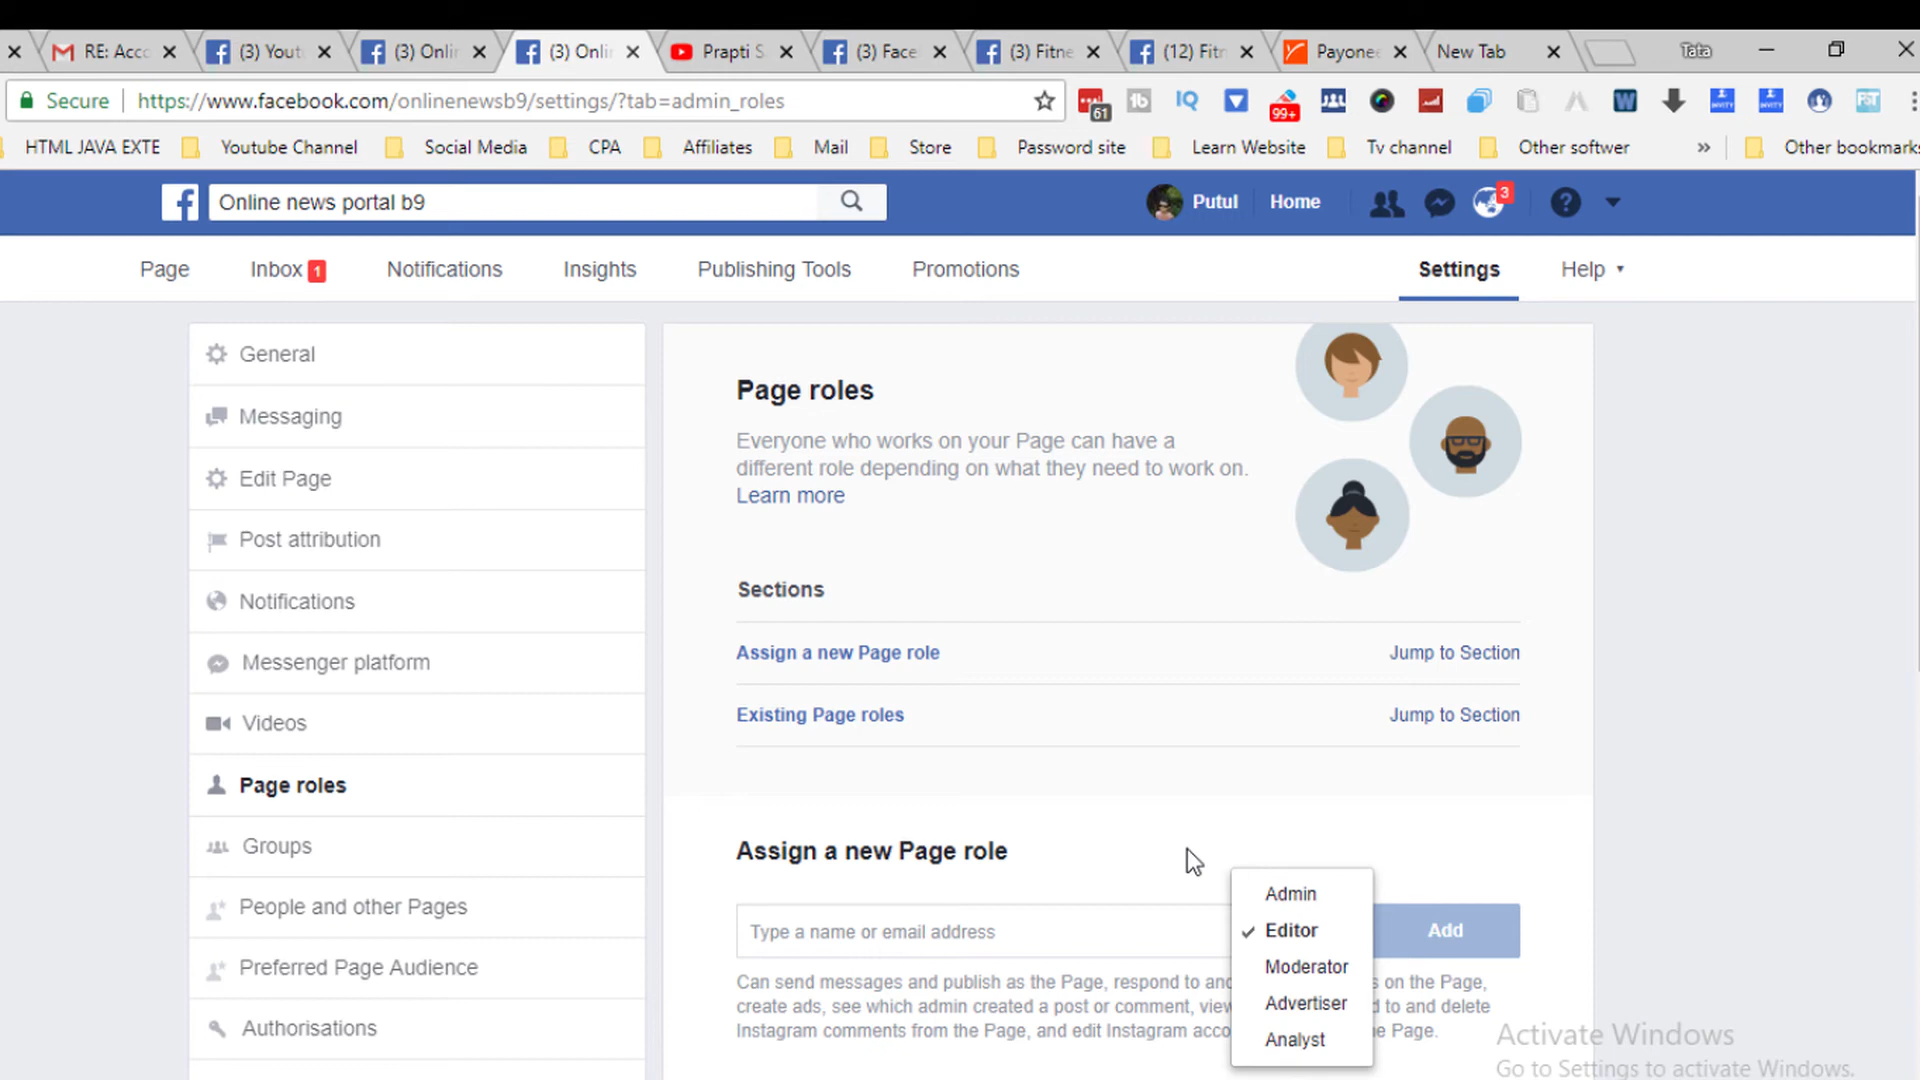 RE: Acc
(3) Yout
(3) Onli
(3) Onli
Prapti S
(3) Face
(3) Fitne
(12) Fitn
Payonee
New Tab
Tata
Secure
https://www.facebook.com/onlinenewsb9/settings/?tab=admin_roles
61
99+
HTML JAVA EXTE
Youtube Channel
Social Media
CPA
Affiliates
Mail
Store
Password site
Learn Website
Tv channel
Other softwer
»
Other bookmarks
Online news portal b9
Putul
Home
3
Page
Inbox 1
Notifications
Insights
Publishing Tools
Promotions
Settings
Help
General
Messaging
Edit Page
Post attribution
Notifications
Messenger platform
Videos
Page roles
Groups
People and other Pages
Preferred Page Audience
Authorisations
Page roles
Everyone who works on your Page can have a
different role depending on what they need to work on.
Learn more
Sections
Assign a new Page role Jump to Section
Existing Page roles Jump to Section
Assign a new Page role
Type a name or email address
Admin
Editor
Moderator
Advertiser
Analyst
Add
Can send messages and publish as the Page, respond to and s on the Page,
create ads, see which admin created a post or comment, view d to and delete
Instagram comments from the Page, and edit Instagram acco e Page.
Activate Windows
Go to Settings to activate Windows.